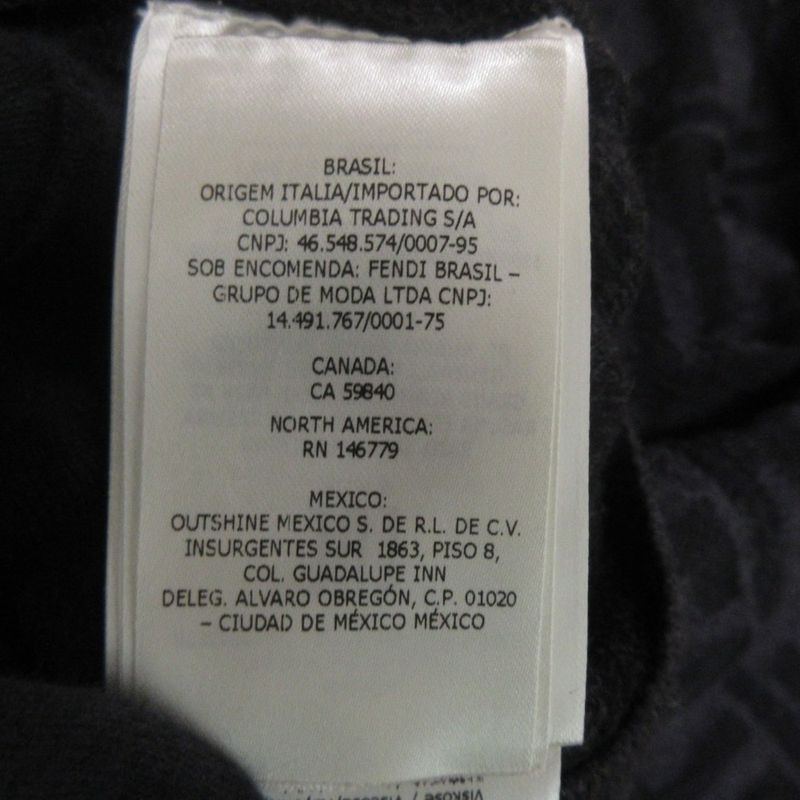 BRASIL:
ORIGEM ITALIA/IMPORTADO POR:
COLUMBIA TRADING S/A
CNPJ: 46.548.574/0007-95
SOB ENCOMENDA: FENDI BRASIL –
GRUPO DE MODA LTDA CNPJ:
14.491.767/0001-75
CANADA:
CA 59840
NORTH AMERICA:
RN 146779
MEXICO:
OUTSHINE MEXICO S. DE R.L. DE C.V.
INSURGENTES SUR 1863, PISO 8,
COL. GUADALUPE INN
DELEG. ALVARO OBREGÓN, C.P. 01020
– CIUDAD DE MÉXICO MÉXICO